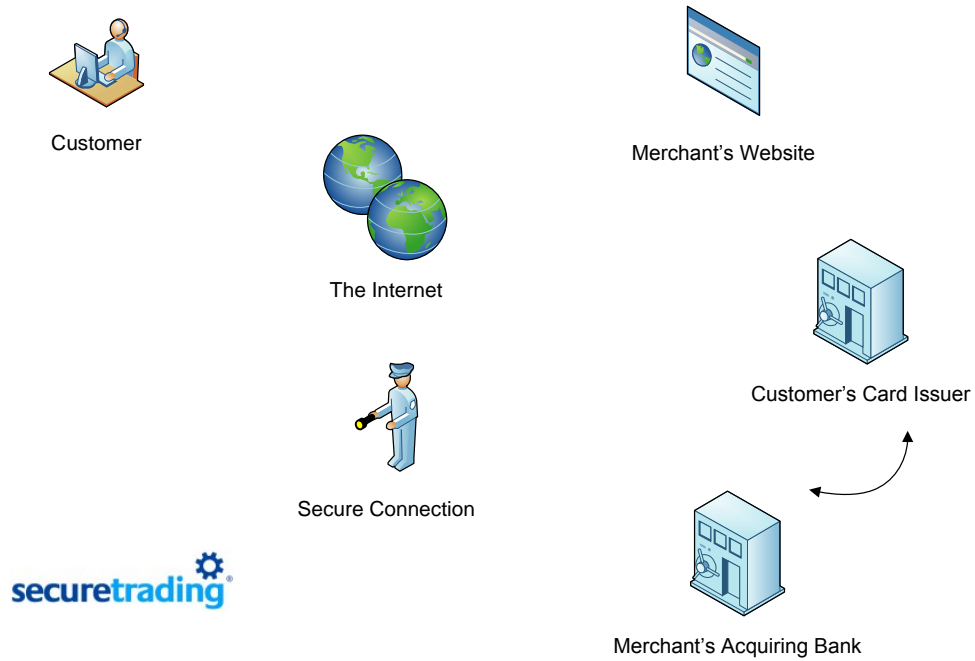 Customer
Merchant's Website
The Internet
Customer's Card Issuer
Secure Connection
securetrading®
Merchant's Acquiring Bank